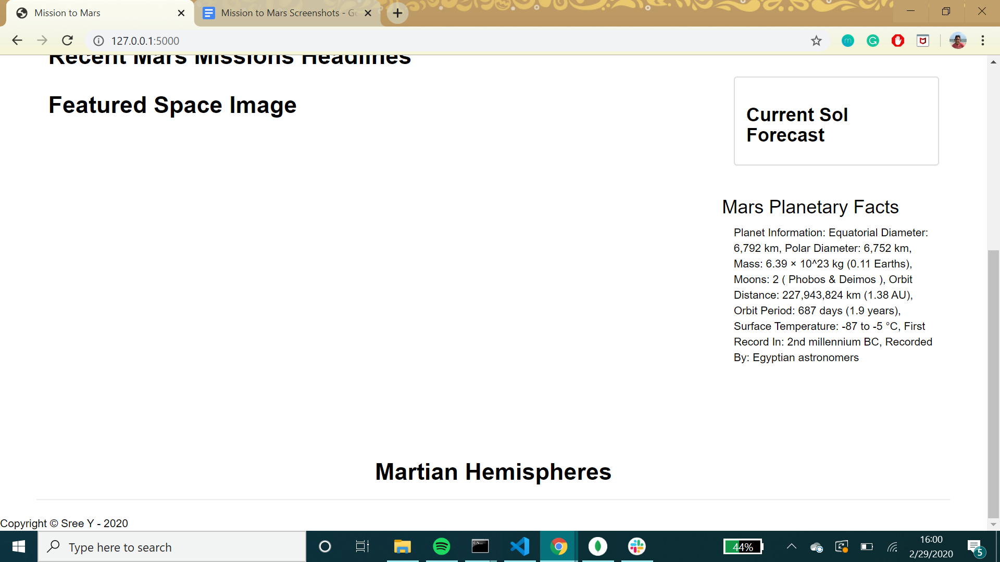 Mission to Mars
Mission to Mars Screenshots - Go
127.0.0.1:5000
Recent Mars Missions Headlines
Featured Space Image
Current Sol
Forecast
Mars Planetary Facts
Planet Information: Equatorial Diameter:
6,792 km, Polar Diameter: 6,752 km,
Mass: 6.39 × 10^23 kg (0.11 Earths),
Moons: 2 ( Phobos & Deimos ), Orbit
Distance: 227,943,824 km (1.38 AU),
Orbit Period: 687 days (1.9 years),
Surface Temperature: -87 to -5 °C, First
Record In: 2nd millennium BC, Recorded
By: Egyptian astronomers
Martian Hemispheres
Copyright © Sree Y - 2020
Type here to search
44%
16:00
2/29/2020
5